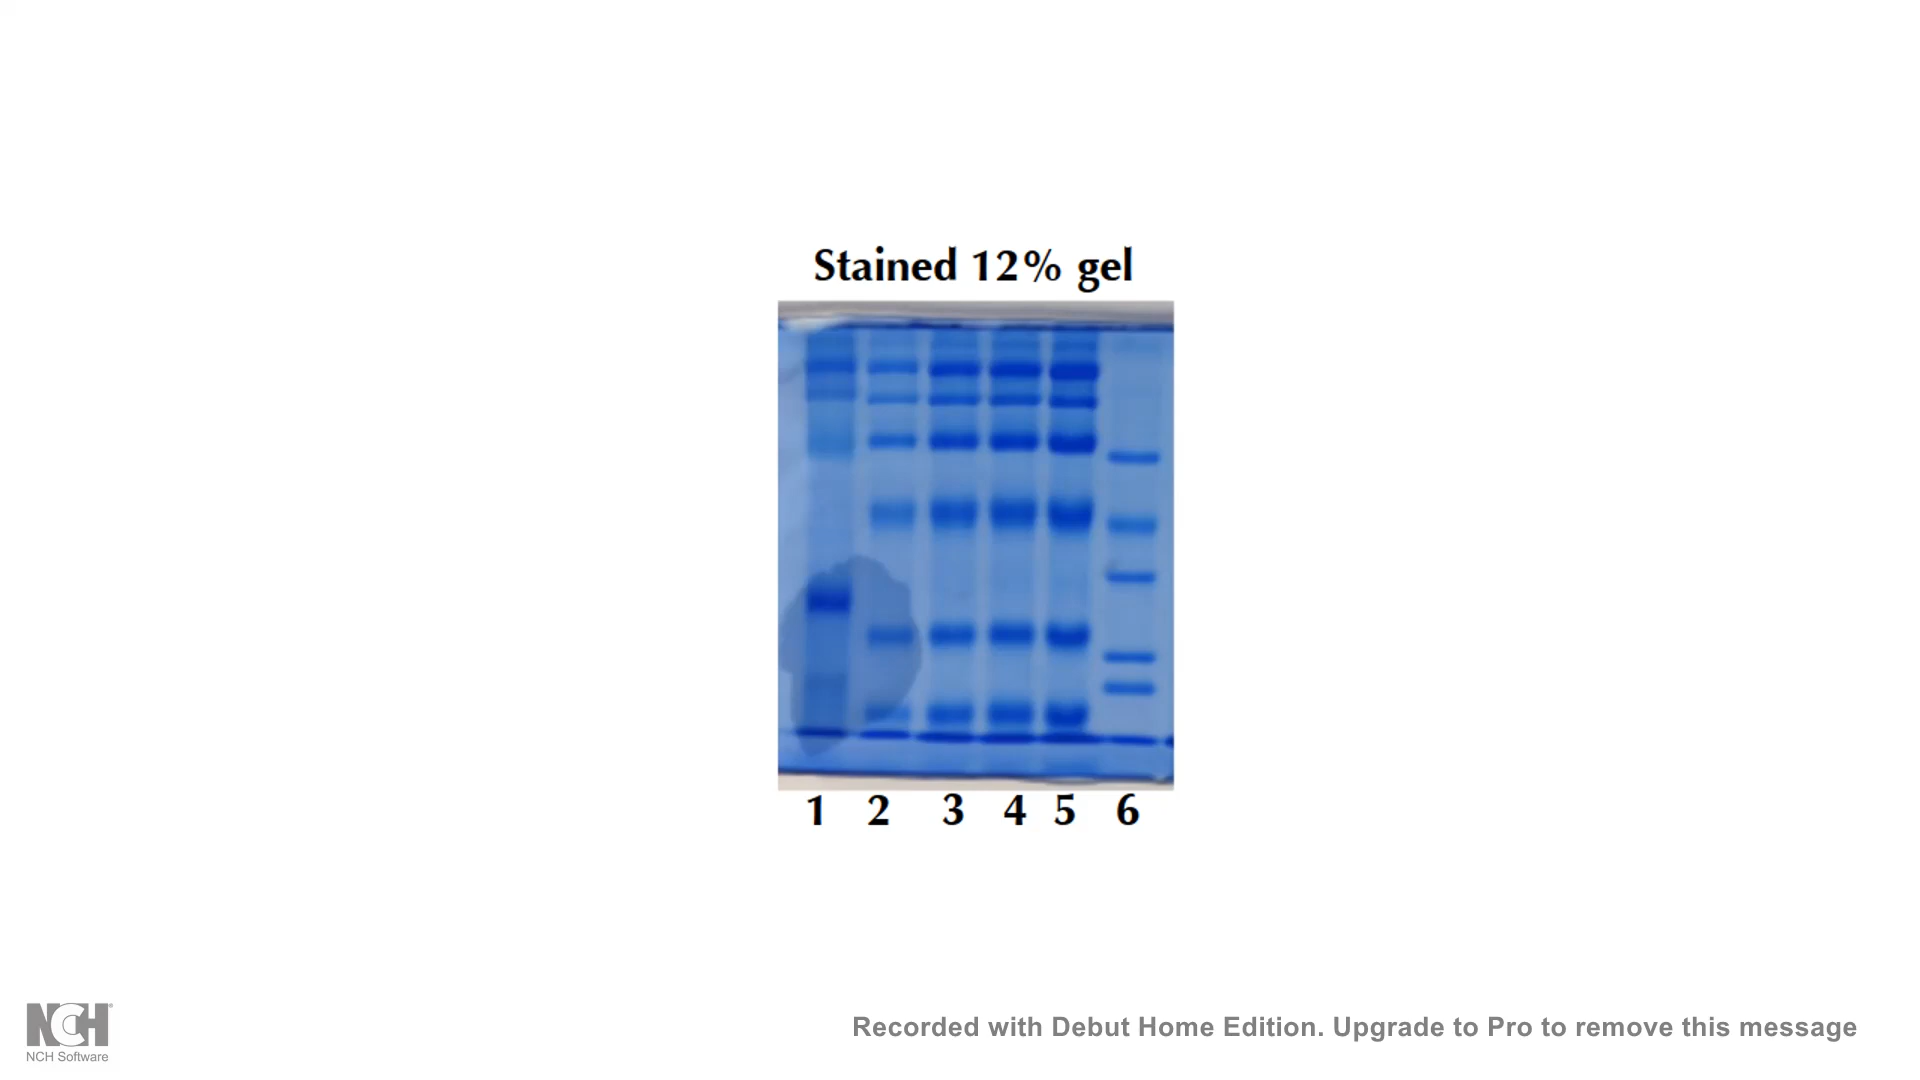 Stained 12% gel
1 2 3 4 5 6
NCH
NCH Software
Recorded with Debut Home Edition. Upgrade to Pro to remove this message